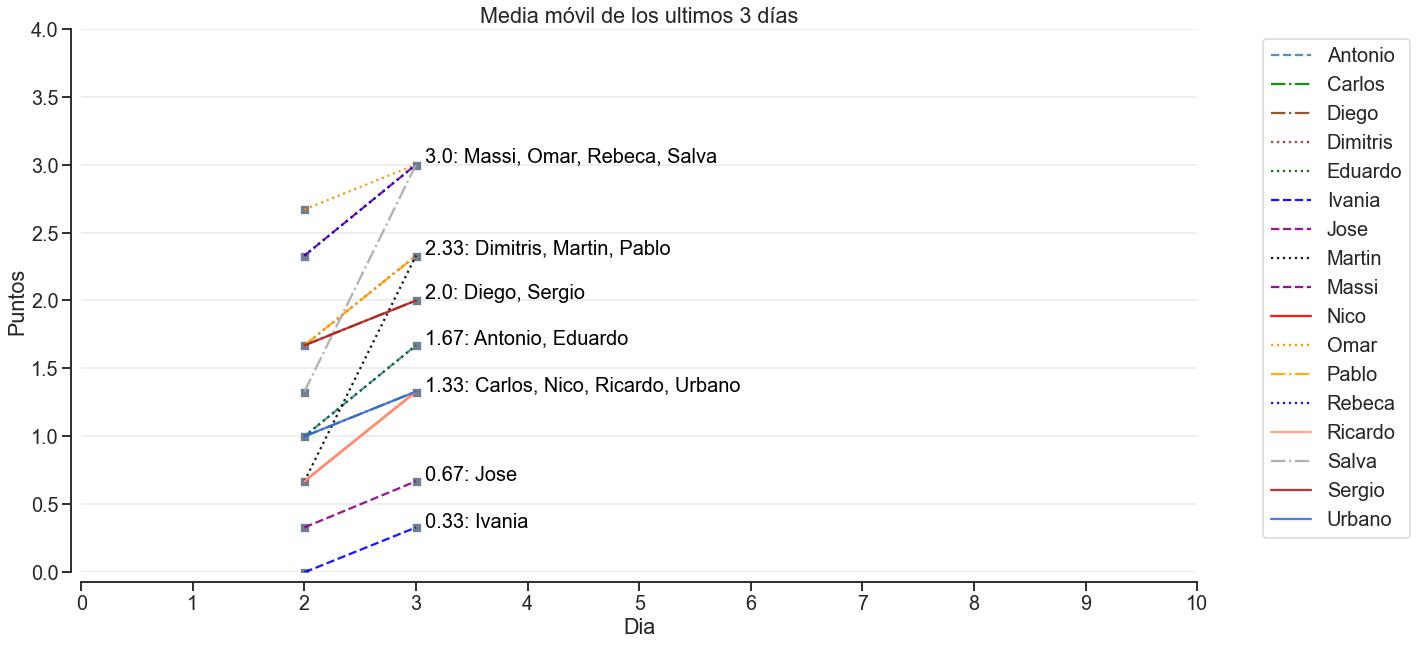 Media móvil de los ultimos 3 días
4.0
3.5
3.0
2.5
2.0
1.5
1.0
0.5
0.0
Puntos
3.0: Massi, Omar, Rebeca, Salva
2.33: Dimitris, Martin, Pablo
2.0: Diego, Sergio
1.67: Antonio, Eduardo
1.33: Carlos, Nico, Ricardo, Urbano
0.67: Jose
0.33: Ivania
0 1 2 3 4 5 6 7 8 9 10
Dia
Antonio
Carlos
Diego
Dimitris
Eduardo
Ivania
Jose
Martin
Massi
Nico
Omar
Pablo
Rebeca
Ricardo
Salva
Sergio
Urbano